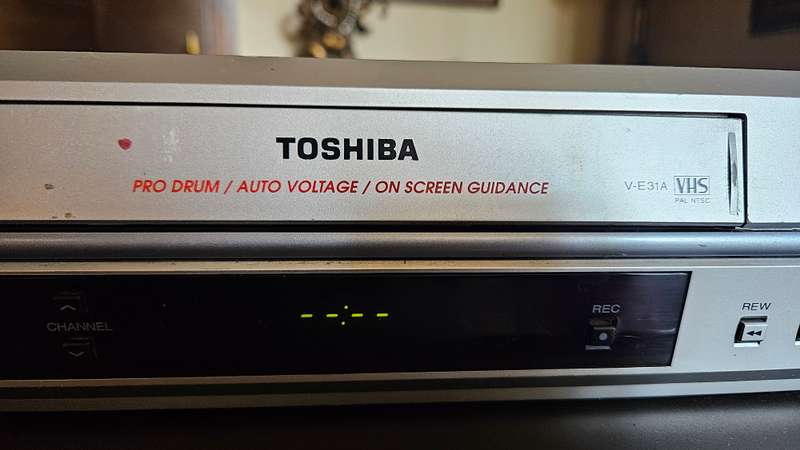 TOSHIBA
PRO DRUM / AUTO VOLTAGE / ON SCREEN GUIDANCE
V-E31A VHS
PAL NTSC
CHANNEL
--:--
REC
REW